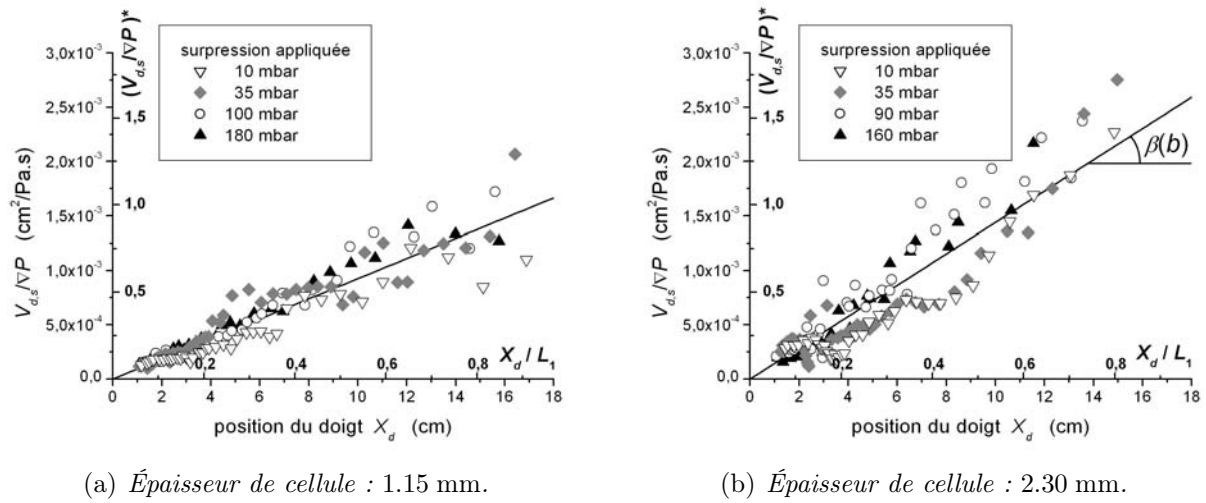 (V_{d,s}/∇P)*
surpression appliquée
▽ 10 mbar
◆ 35 mbar
○ 100 mbar
▲ 180 mbar
3,0x10⁻³
2,5x10⁻³
2,0x10⁻³
1,5x10⁻³
1,0x10⁻³
5,0x10⁻⁴
0,0
1,5
1,0
0,5
V_{d,s}/∇P (cm²/Pa.s)
0,2 0,4 0,6 0,8
X_d / L_1
0 2 4 6 8 10 12 14 16 18
position du doigt X_d (cm)
(a) Épaisseur de cellule : 1.15 mm.
(V_{d,s}/∇P)*
surpression appliquée
▽ 10 mbar
◆ 35 mbar
○ 90 mbar
▲ 160 mbar
3,0x10⁻³
2,5x10⁻³
2,0x10⁻³
1,5x10⁻³
1,0x10⁻³
5,0x10⁻⁴
0,0
1,5
1,0
0,5
β(b)
V_{d,s}/∇P (cm²/Pa.s)
0,2 0,4 0,6 0,8
X_d / L_1
0 2 4 6 8 10 12 14 16 18
position du doigt X_d (cm)
(b) Épaisseur de cellule : 2.30 mm.